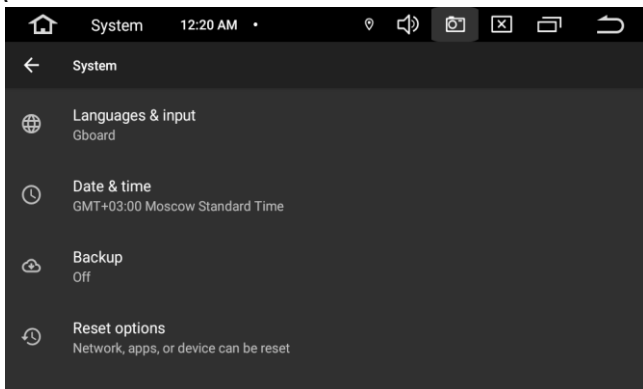 System 12:20 AM
System
Languages & input
Gboard
Date & time
GMT+03:00 Moscow Standard Time
Backup
Off
Reset options
Network, apps, or device can be reset